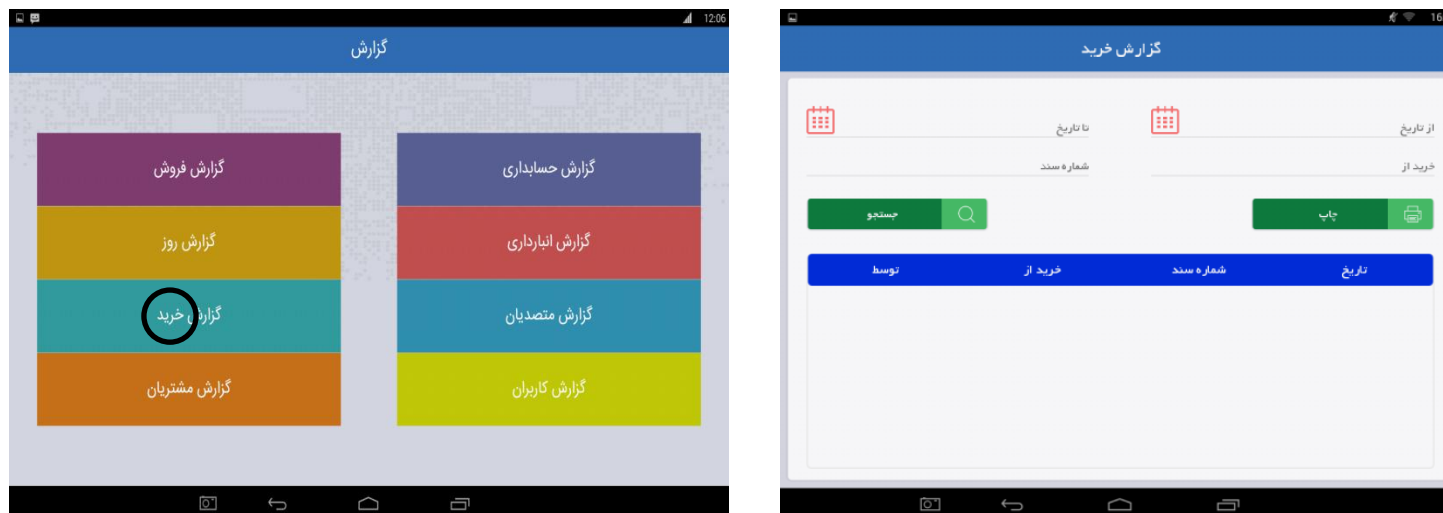 12:06
گزارش
گزارش حسابداری
گزارش فروش
گزارش انبارداری
گزارش روز
گزارش متصدیان
گزارش خرید
گزارش کاربران
گزارش مشتریان
16
گزارش خرید
از تاریخ
تا تاریخ
خرید از
شماره سند
چاپ
جستجو
تاریخ شماره سند خرید از توسط